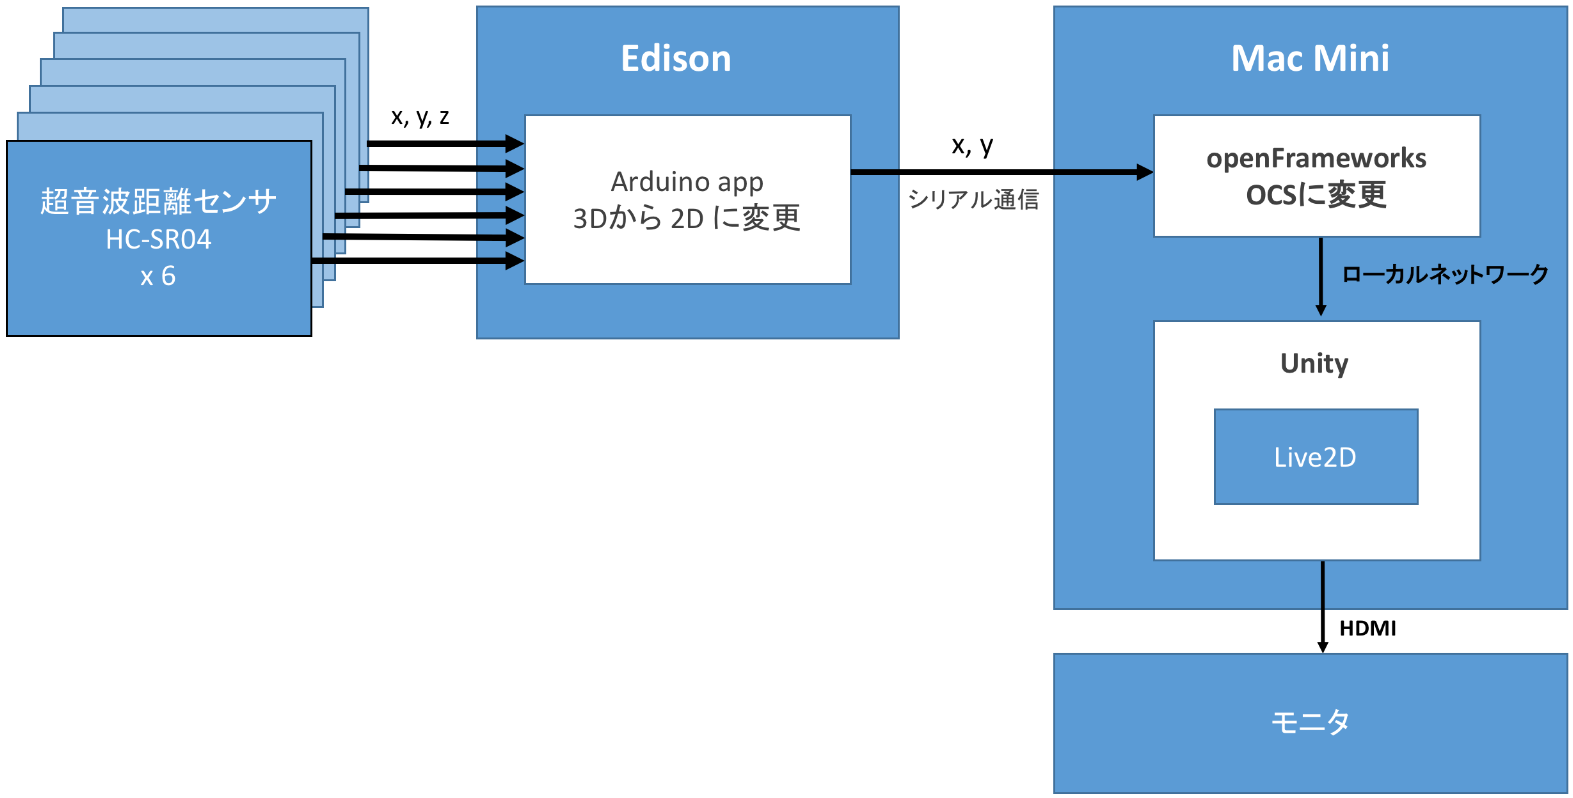 超音波距離センサ
HC-SR04
x 6
x, y, z
Edison
Arduino app
3Dから 2D に変更
x, y
シリアル通信
Mac Mini
openFrameworks
OCSに変更
ローカルネットワーク
Unity
Live2D
HDMI
モニタ